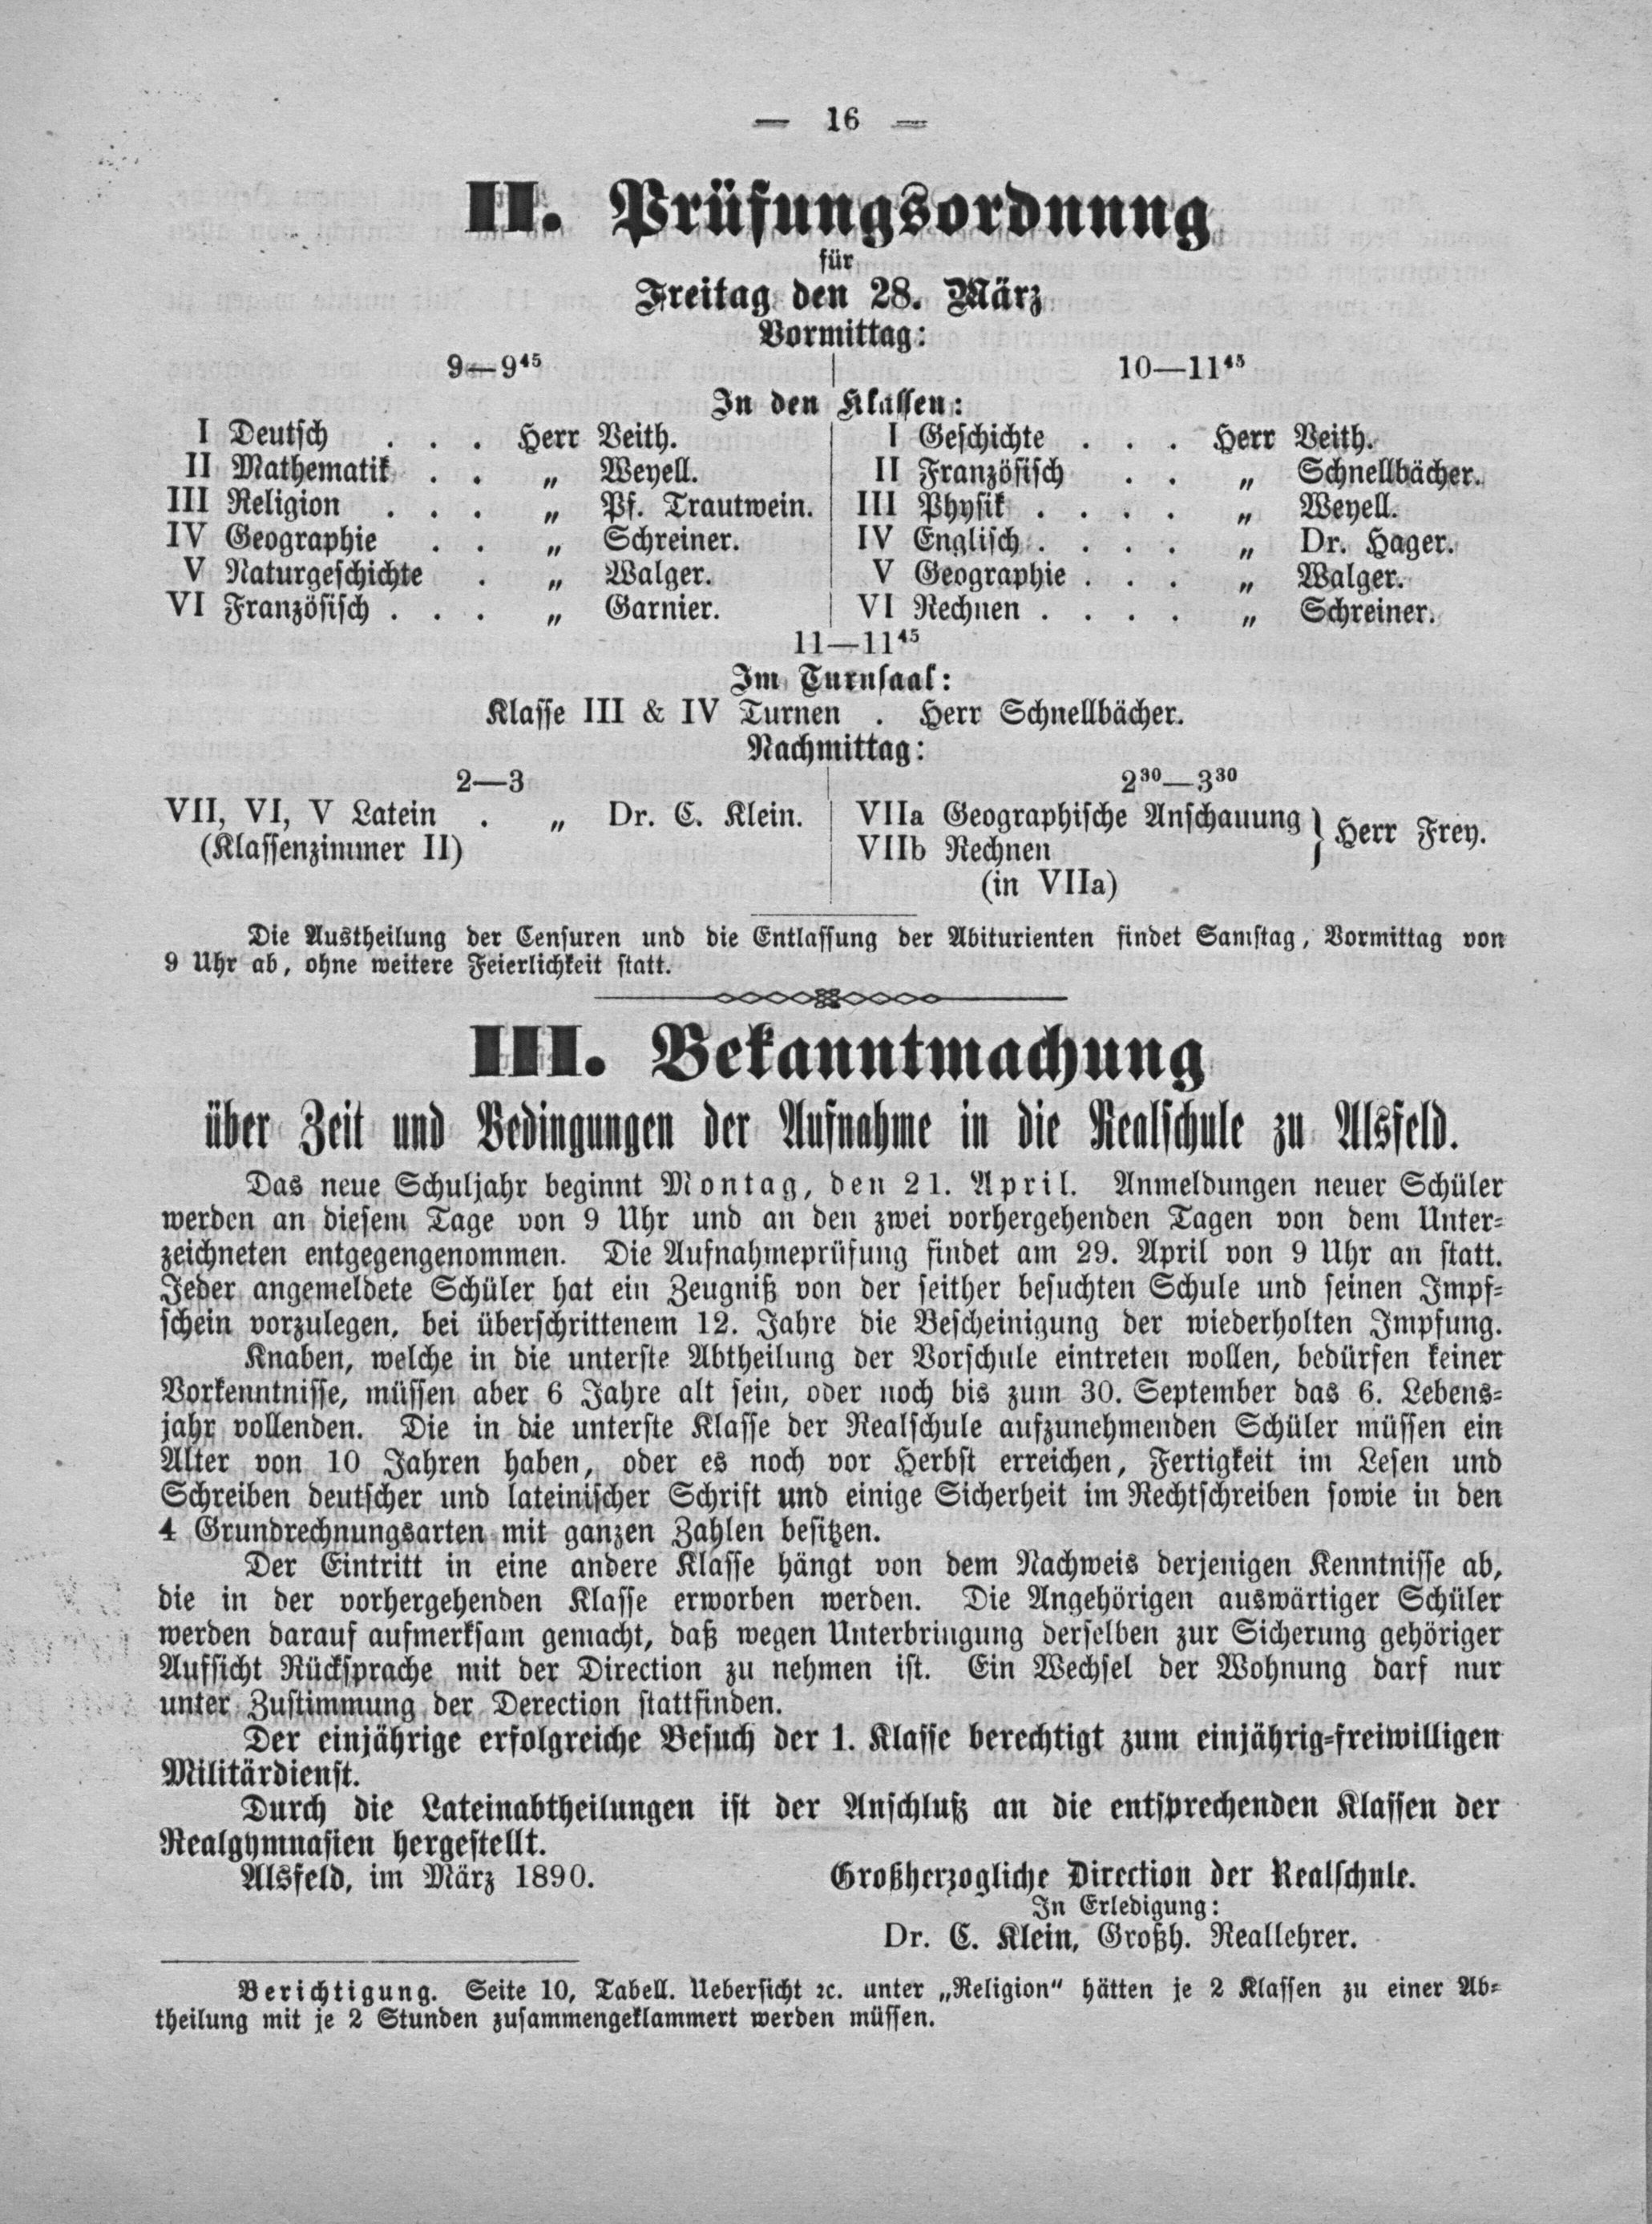 — 16 —
II. Prüfungsordnung
für
Freitag den 28. März
Vormittag:
9—9⁴⁵ 10—11⁴⁵
In den Klassen:
I Deutsch . . . Herr Veith. I Geschichte . . . Herr Veith.
II Mathematik . . „ Weyell. II Französisch . . „ Schnellbächer.
III Religion . . . „ Pf. Trautwein. III Physik . . . . „ Weyell.
IV Geographie . . „ Schreiner. IV Englisch . . . . „ Dr. Hager.
V Naturgeschichte . „ Walger. V Geographie . . . „ Walger.
VI Französisch . . . „ Garnier. VI Rechnen . . . . „ Schreiner.
11—11⁴⁵
Im Turnsaal:
Klasse III & IV Turnen . Herr Schnellbächer.
Nachmittag:
2—3 2³⁰—3³⁰
VII, VI, V Latein . „ Dr. C. Klein. VIIa Geographische Anschauung } Herr Frey.
(Klassenzimmer II) VIIb Rechnen
(in VIIa)
Die Austheilung der Censuren und die Entlassung der Abiturienten findet Samstag, Vormittag von
9 Uhr ab, ohne weitere Feierlichkeit statt.
III. Bekanntmachung
über Zeit und Bedingungen der Aufnahme in die Realschule zu Alsfeld.
Das neue Schuljahr beginnt Montag, den 21. April. Anmeldungen neuer Schüler
werden an diesem Tage von 9 Uhr und an den zwei vorhergehenden Tagen von dem Unter-
zeichneten entgegengenommen. Die Aufnahmeprüfung findet am 29. April von 9 Uhr an statt.
Jeder angemeldete Schüler hat ein Zeugniß von der seither besuchten Schule und seinen Impf-
schein vorzulegen, bei überschrittenem 12. Jahre die Bescheinigung der wiederholten Impfung.
Knaben, welche in die unterste Abtheilung der Vorschule eintreten wollen, bedürfen keiner
Vorkenntnisse, müssen aber 6 Jahre alt sein, oder noch bis zum 30. September das 6. Lebens-
jahr vollenden. Die in die unterste Klasse der Realschule aufzunehmenden Schüler müssen ein
Alter von 10 Jahren haben, oder es noch vor Herbst erreichen, Fertigkeit im Lesen und
Schreiben deutscher und lateinischer Schrift und einige Sicherheit im Rechtschreiben sowie in den
4 Grundrechnungsarten mit ganzen Zahlen besitzen.
Der Eintritt in eine andere Klasse hängt von dem Nachweis derjenigen Kenntnisse ab,
die in der vorhergehenden Klasse erworben werden. Die Angehörigen auswärtiger Schüler
werden darauf aufmerksam gemacht, daß wegen Unterbringung derselben zur Sicherung gehöriger
Aufsicht Rücksprache mit der Direction zu nehmen ist. Ein Wechsel der Wohnung darf nur
unter Zustimmung der Derection stattfinden.
Der einjährige erfolgreiche Besuch der 1. Klasse berechtigt zum einjährig-freiwilligen
Militärdienst.
Durch die Lateinabtheilungen ist der Anschluß an die entsprechenden Klassen der
Realgymnasien hergestellt.
Alsfeld, im März 1890. Großherzogliche Direction der Realschule.
In Erledigung:
Dr. C. Klein, Großh. Reallehrer.
Berichtigung. Seite 10, Tabell. Uebersicht ꝛc. unter „Religion“ hätten je 2 Klassen zu einer Ab-
theilung mit je 2 Stunden zusammengeklammert werden müssen.